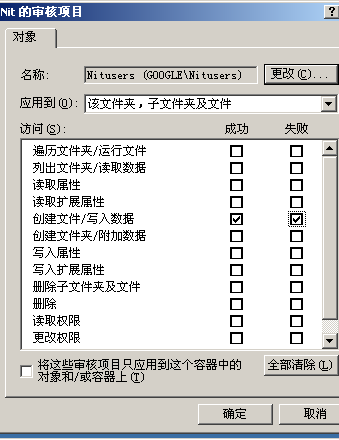 Nit 的审核项目
对象
名称: Nitusers (GOOGLE\Nitusers) 更改(C)...
应用到(O): 该文件夹，子文件夹及文件
访问(S): 成功 失败
遍历文件夹/运行文件
列出文件夹/读取数据
读取属性
读取扩展属性
创建文件/写入数据
创建文件夹/附加数据
写入属性
写入扩展属性
删除子文件夹及文件
删除
读取权限
更改权限
将这些审核项目只应用到这个容器中的 全部清除(L)
对象和/或容器上(T)
确定 取消